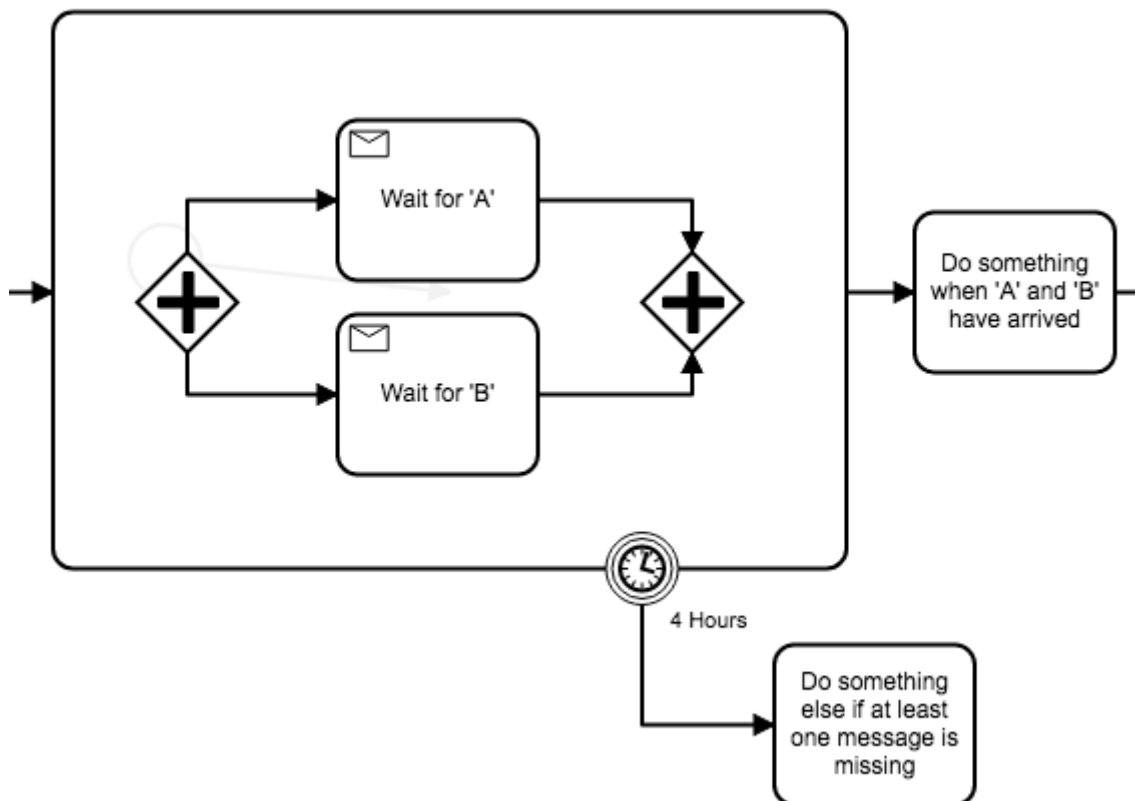 Wait for 'A'
Do something
when 'A' and 'B'
have arrived
Wait for 'B'
4 Hours
Do something
else if at least
one message is
missing